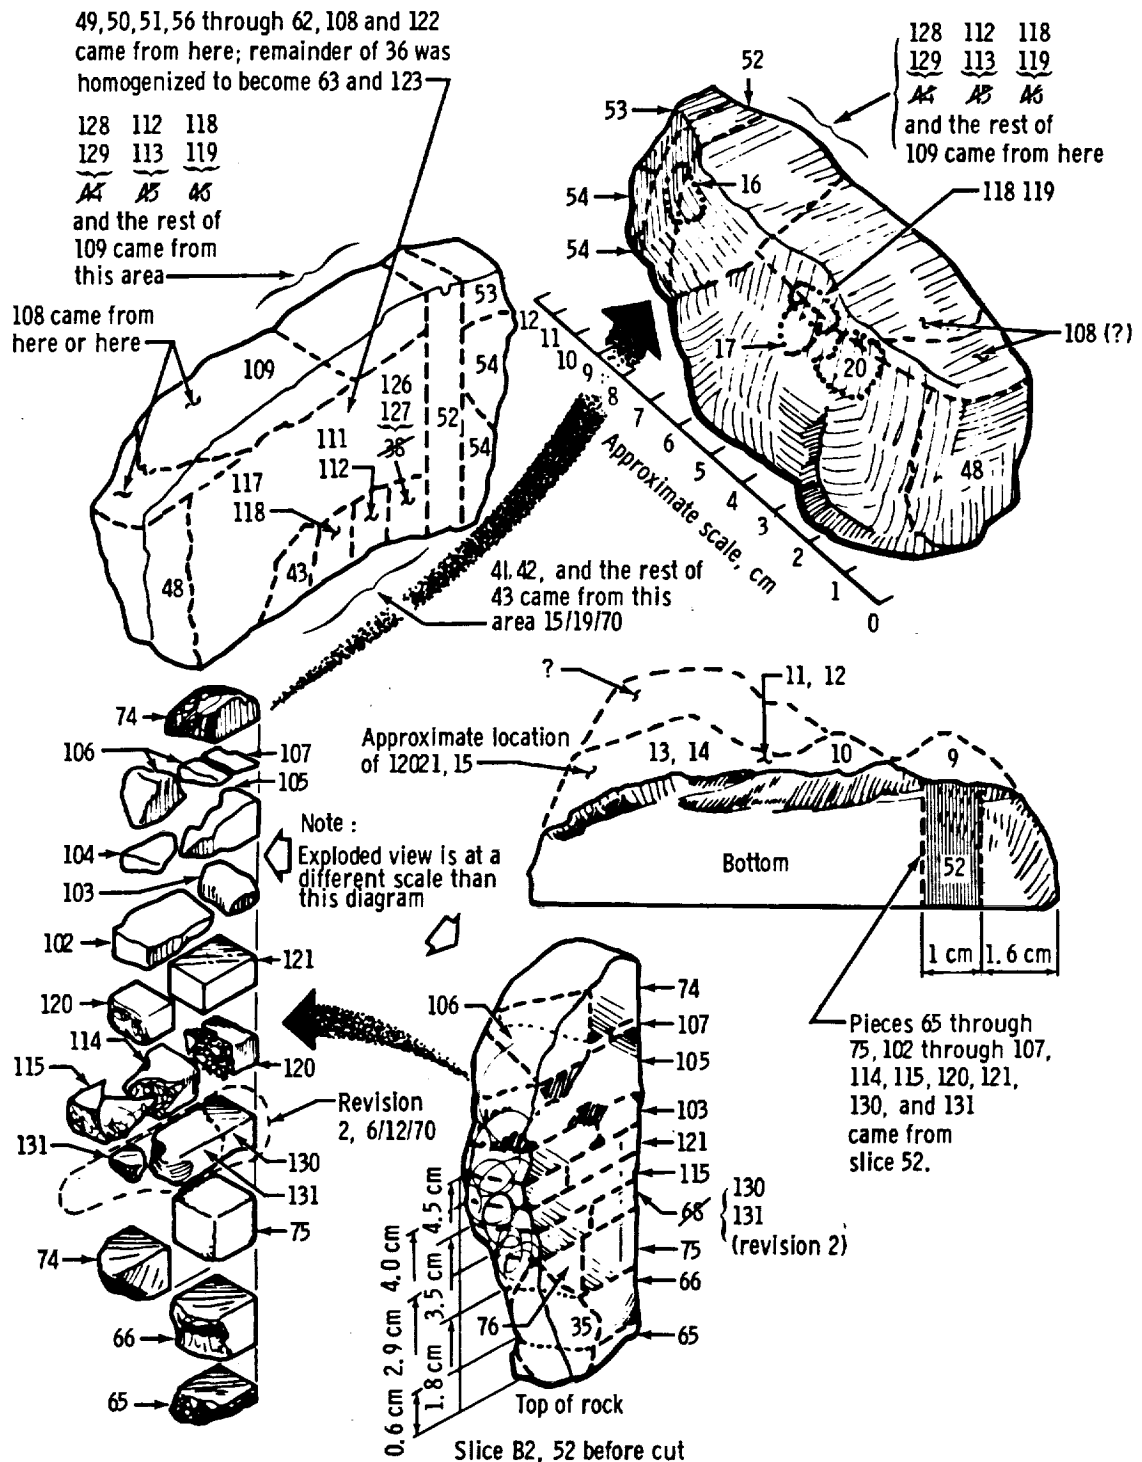 49, 50, 51, 56 through 62, 108 and 122
came from here; remainder of 36 was
homogenized to become 63 and 123
128 112 118
129 113 119
A4 A5 A6
and the rest of
109 came from
this area
108 came from
here or here
109
126
127
38
111
112
117
118
43
48
52
53
54
54
52
53
54
54
16
17
20
48
128 112 118
129 113 119
A4 A5 A6
and the rest of
109 came from here
118 119
108 (?)
12
11
10
9
8
7
6
5
4
3
2
1
0
Approximate scale, cm
41, 42, and the rest of
43 came from this
area 15/19/70
74
106
107
105
104
103
102
121
120
114
120
115
131
130
131
75
74
66
65
Note :
Exploded view is at a
different scale than
this diagram
Revision
2, 6/12/70
?
11, 12
Approximate location
of 12021, 15
13, 14
10
9
Bottom
52
1 cm
1.6 cm
Pieces 65 through
75, 102 through 107,
114, 115, 120, 121,
130, and 131
came from
slice 52.
106
74
107
105
103
121
115
68
130
131
(revision 2)
75
66
65
76
35
4.5 cm
4.0 cm
3.5 cm
2.9 cm
1.8 cm
0.6 cm
Top of rock
Slice B2, 52 before cut